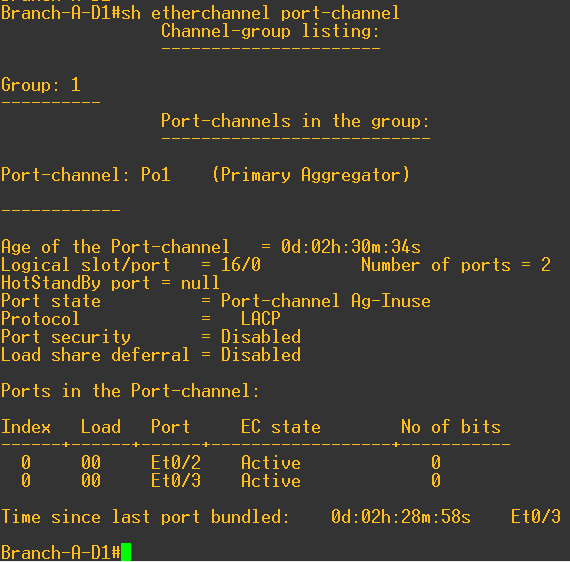 Branch-A-D1#sh etherchannel port-channel
                Channel-group listing:
                ----------------------

Group: 1
----------
                Port-channels in the group:
                ---------------------------

Port-channel: Po1    (Primary Aggregator)

------------

Age of the Port-channel   = 0d:02h:30m:34s
Logical slot/port   = 16/0          Number of ports = 2
HotStandBy port = null
Port state          = Port-channel Ag-Inuse
Protocol            =   LACP
Port security       = Disabled
Load share deferral = Disabled

Ports in the Port-channel:

Index   Load   Port     EC state        No of bits
------+------+------+------------------+-----------
  0     00     Et0/2    Active             0
  0     00     Et0/3    Active             0

Time since last port bundled:    0d:02h:28m:58s    Et0/3

Branch-A-D1#